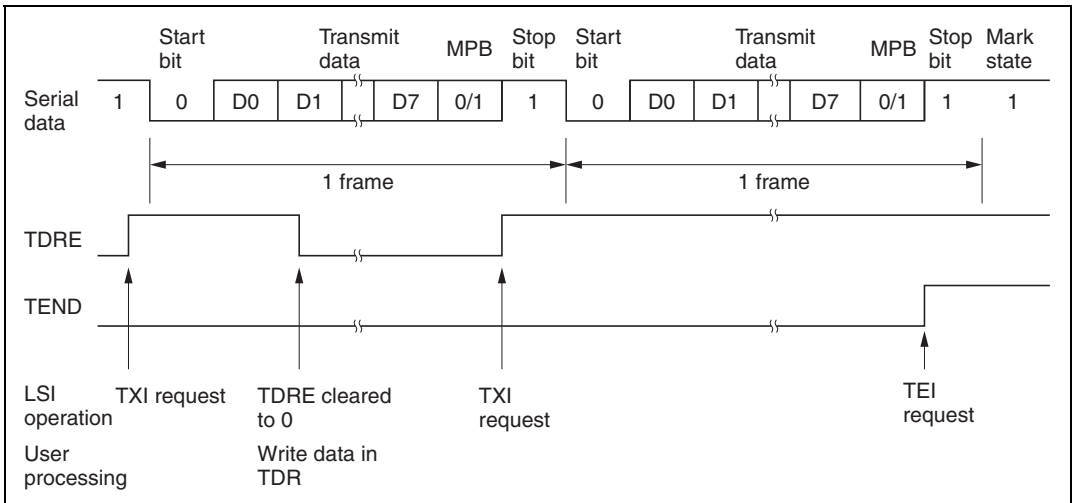 Start bit Transmit data MPB Stop bit Start bit Transmit data MPB Stop bit Mark state
Serial data 1 0 D0 D1 D7 0/1 1 0 D0 D1 D7 0/1 1 1
1 frame 1 frame
TDRE
TEND
LSI operation TXI request TDRE cleared to 0 TXI request TEI request
User processing Write data in TDR